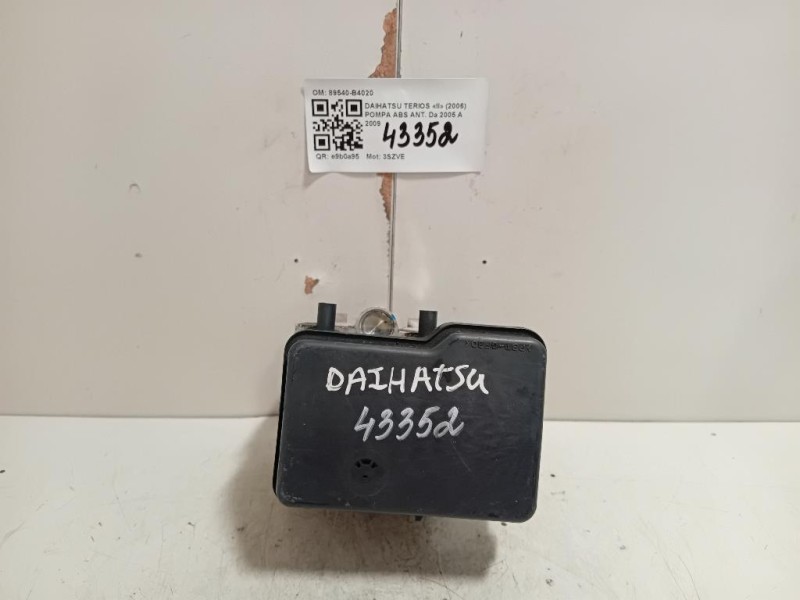 OM: 89540-B4020
DAIHATSU TERIOS «II» (2006)
POMPA ABS ANT. Da 2005 A
2009
43352
QR: e9b0a95 Mot: 3SZVE
DAIHATSU
43352